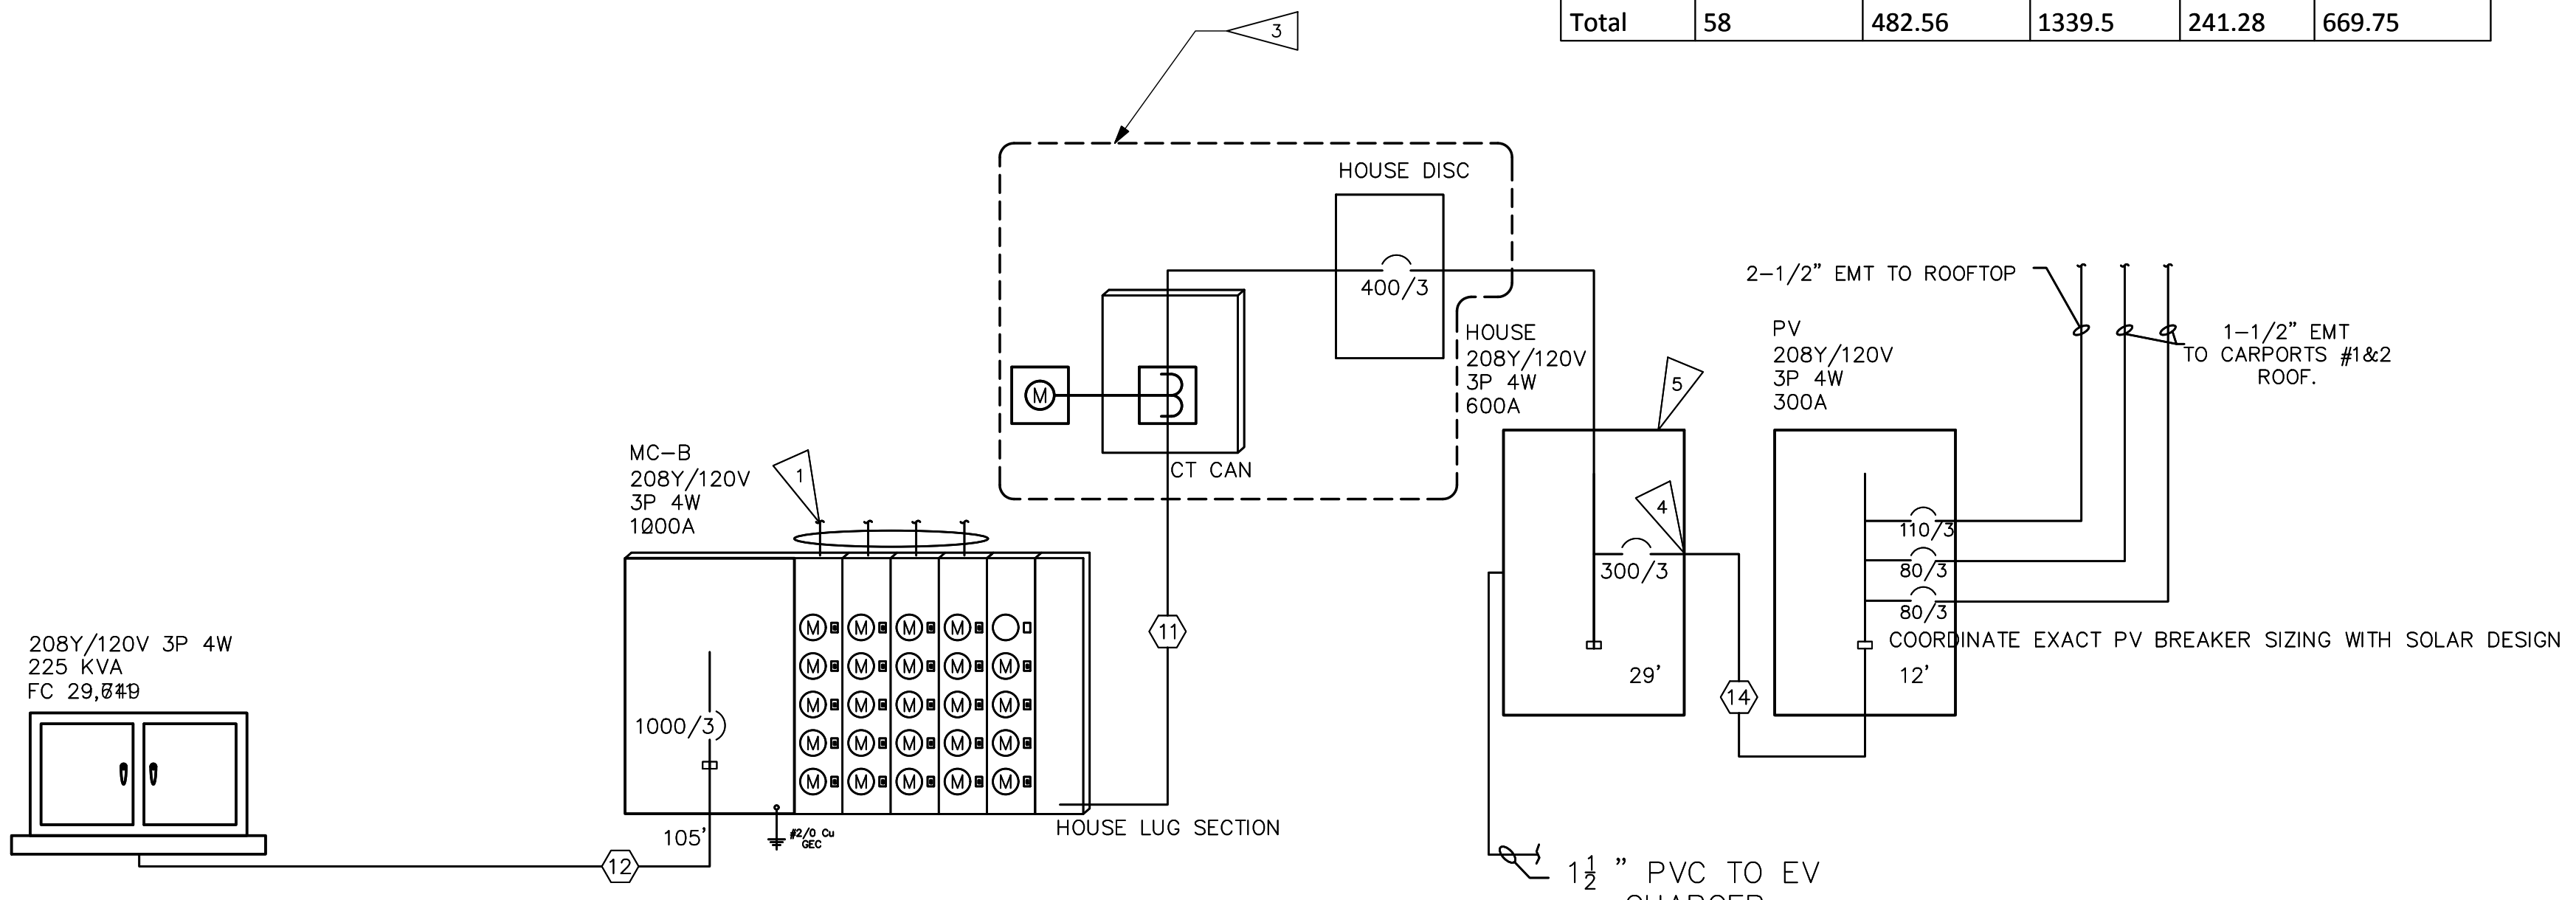 Total 58 482.56 1339.5 241.28 669.75
3
HOUSE DISC
400/3
2-1/2" EMT TO ROOFTOP
HOUSE
208Y/120V
3P 4W
600A
PV
208Y/120V
3P 4W
300A
1-1/2" EMT
TO CARPORTS #1&2
ROOF.
5
M
CT CAN
MC-B
208Y/120V
3P 4W
1
4
110/3
300/3
80/3
80/3
COORDINATE EXACT PV BREAKER SIZING WITH SOLAR DESIGN
29'
12'
14
11
208Y/120V 3P 4W
225 KVA
FC
M M M M
M M M M M
M M M M M
M M M M M
M M M M M
1000/3
105'
#2/0 Cu
GEC
HOUSE LUG SECTION
12
1 1/2 " PVC TO EV